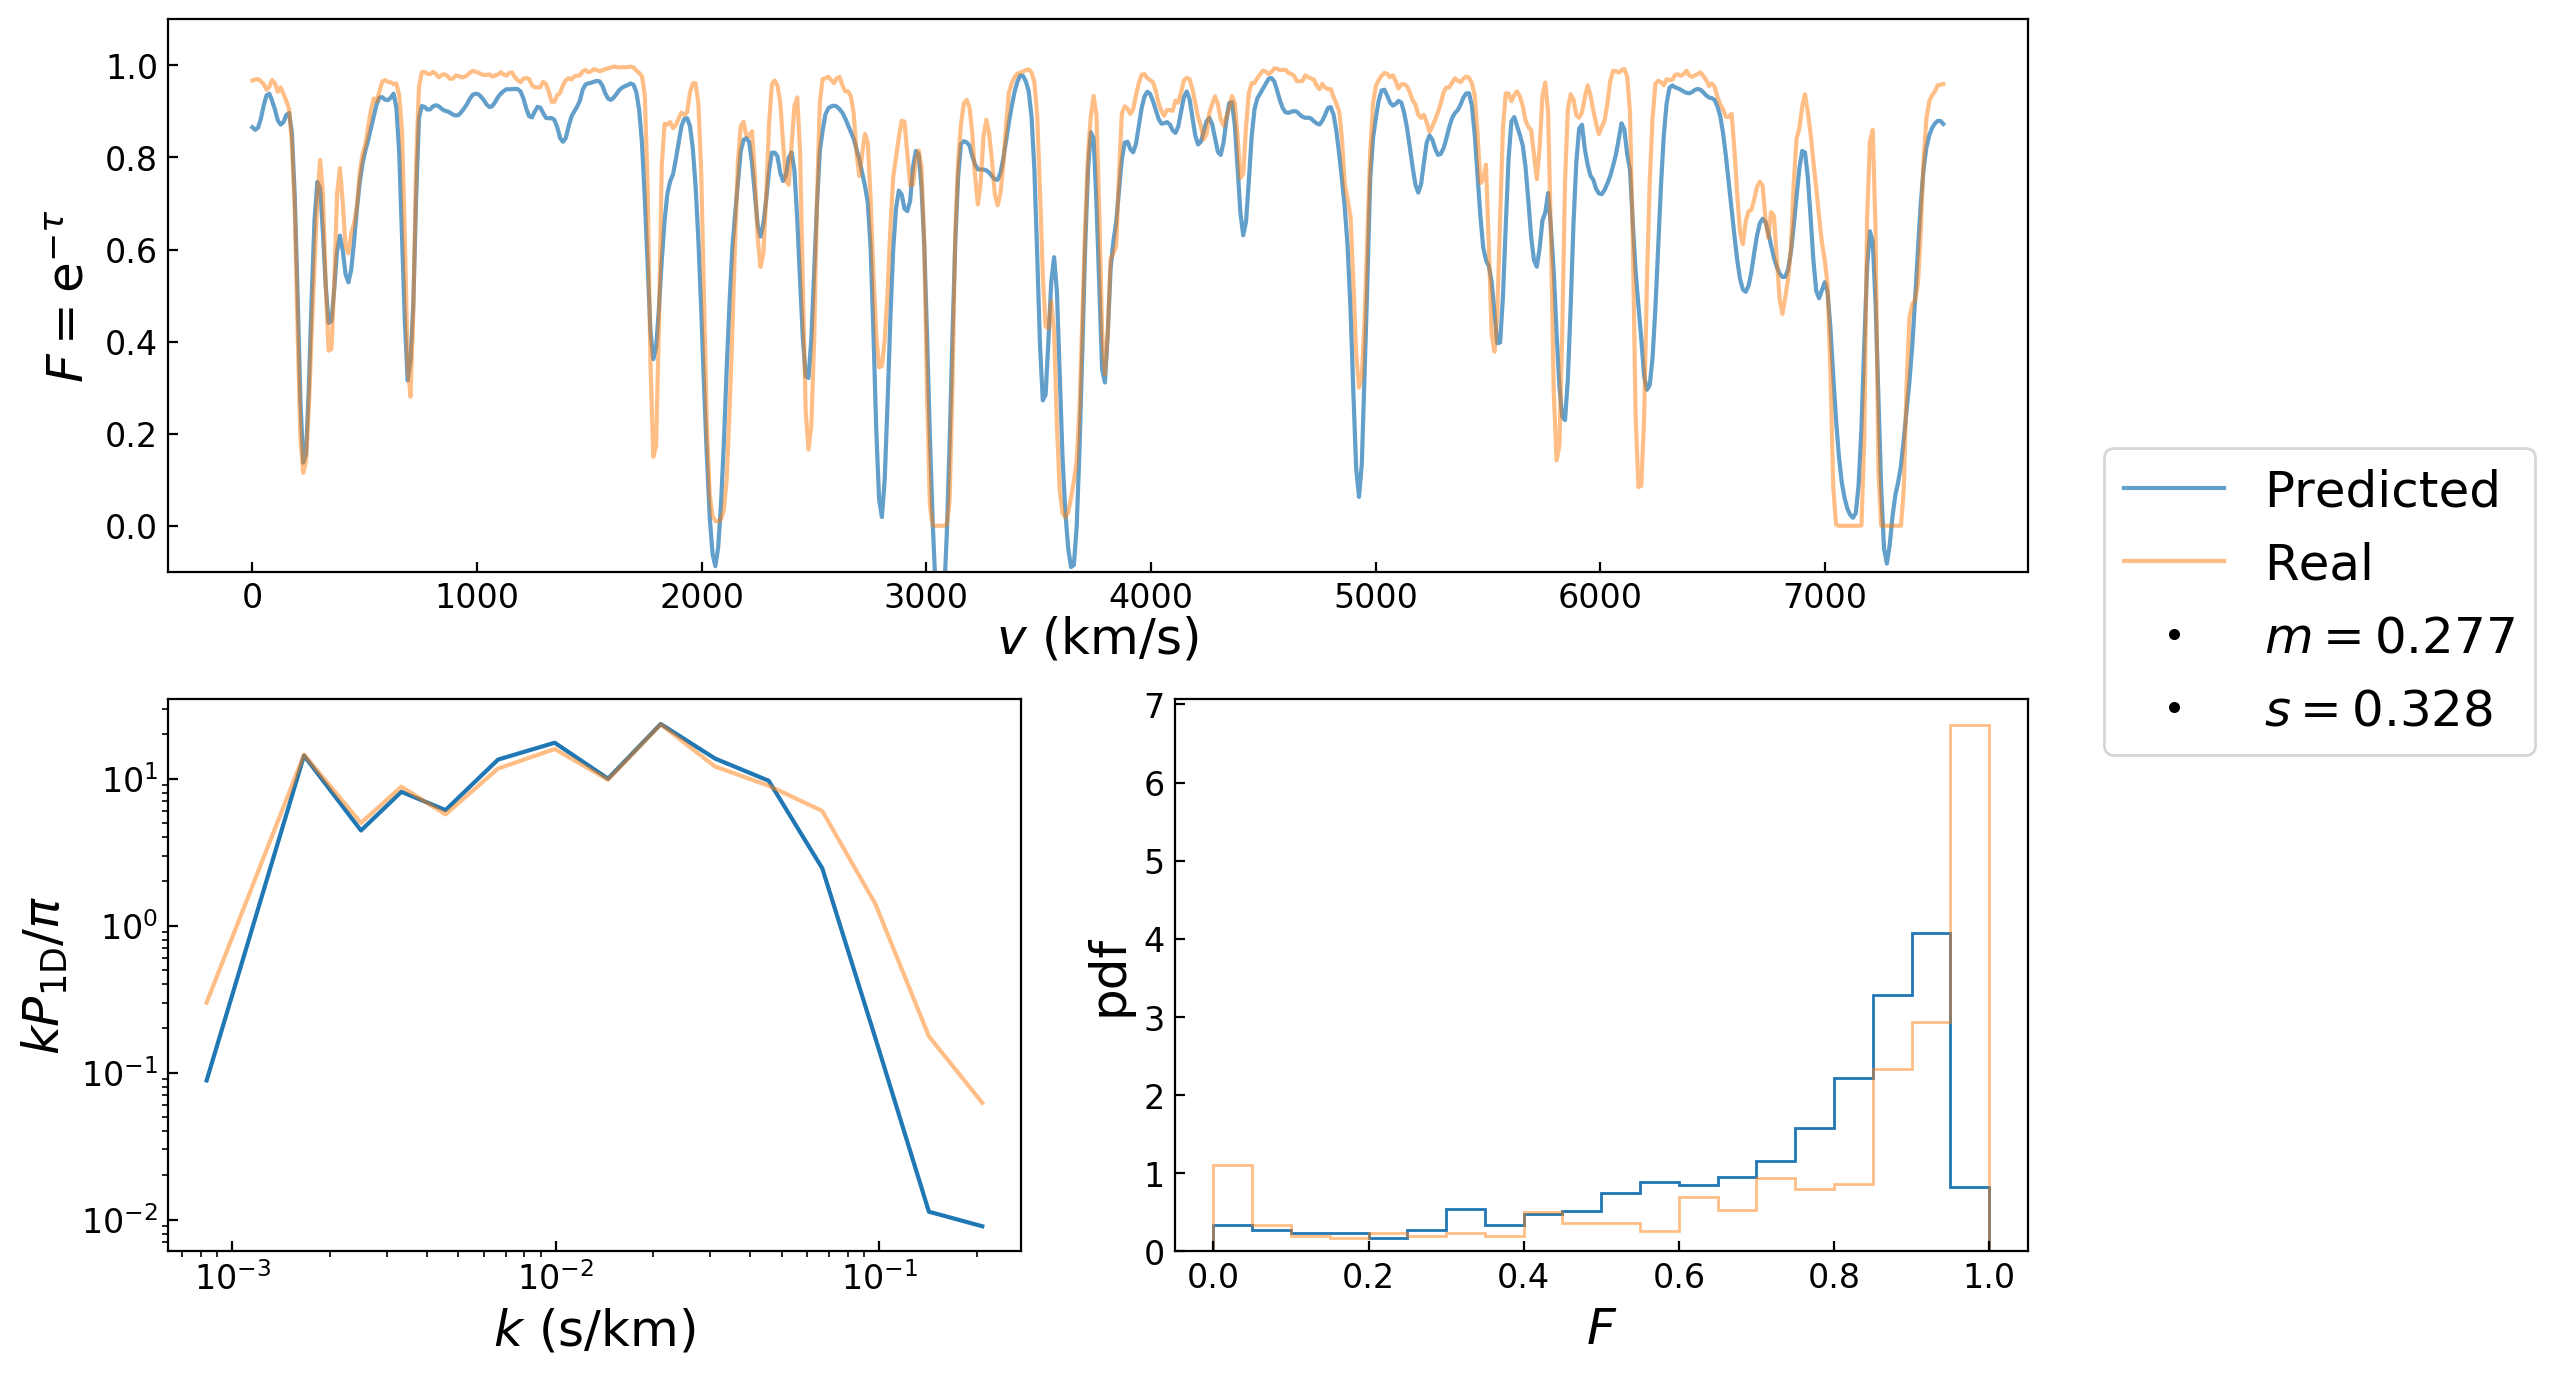 1.0
0.8
0.6
0.4
0.2
0.0
F = e^{-τ}
0 1000 2000 3000 4000 5000 6000 7000
v (km/s)
Predicted
Real
m = 0.277
s = 0.328
10^1
10^0
10^{-1}
10^{-2}
kP_{1D}/π
10^{-3} 10^{-2} 10^{-1}
k (s/km)
7
6
5
4
3
2
1
0
pdf
0.0 0.2 0.4 0.6 0.8 1.0
F